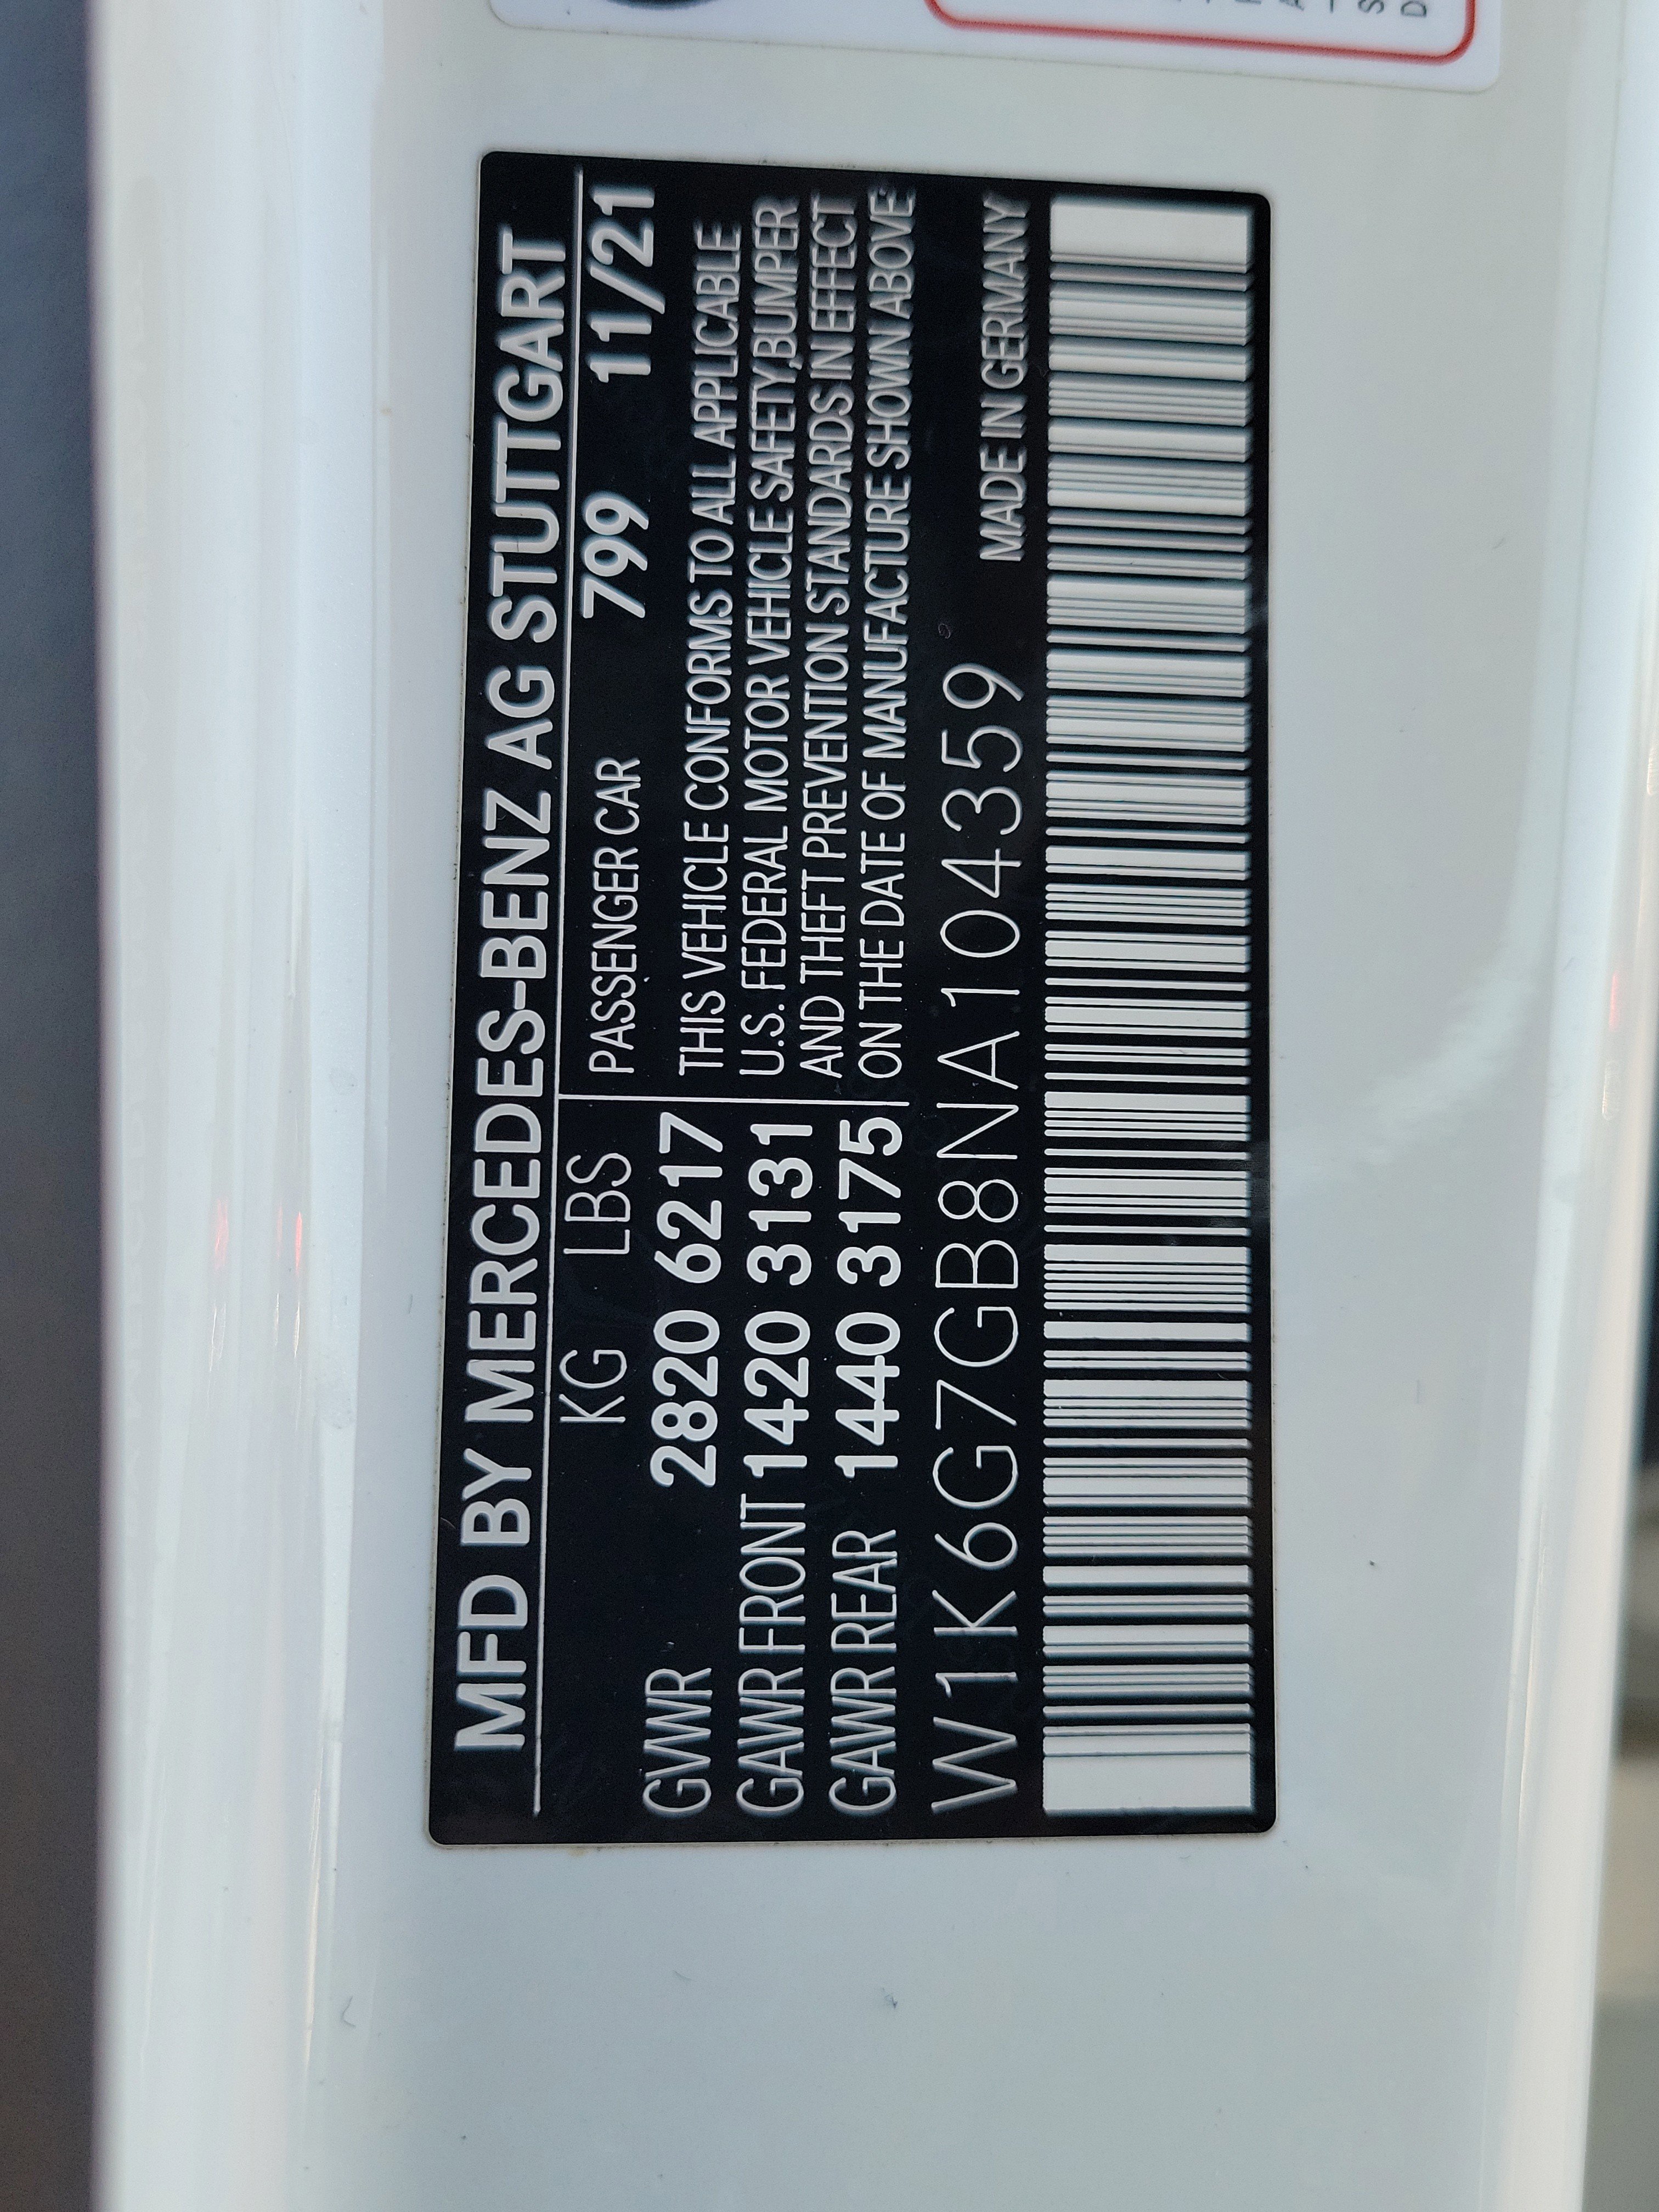 MFD BY MERCEDES-BENZ AG STUTTGART
KG LBS
GVWR 2820 6217
GAWR FRONT 1420 3131
GAWR REAR 1440 3175
PASSENGER CAR 799 11/21
THIS VEHICLE CONFORMS TO ALL APPLICABLE
U.S. FEDERAL MOTOR VEHICLE SAFETY,BUMPER
AND THEFT PREVENTION STANDARDS IN EFFECT
ON THE DATE OF MANUFACTURE SHOWN ABOVE:
W1K6G7GB8NA104359
MADE IN GERMANY